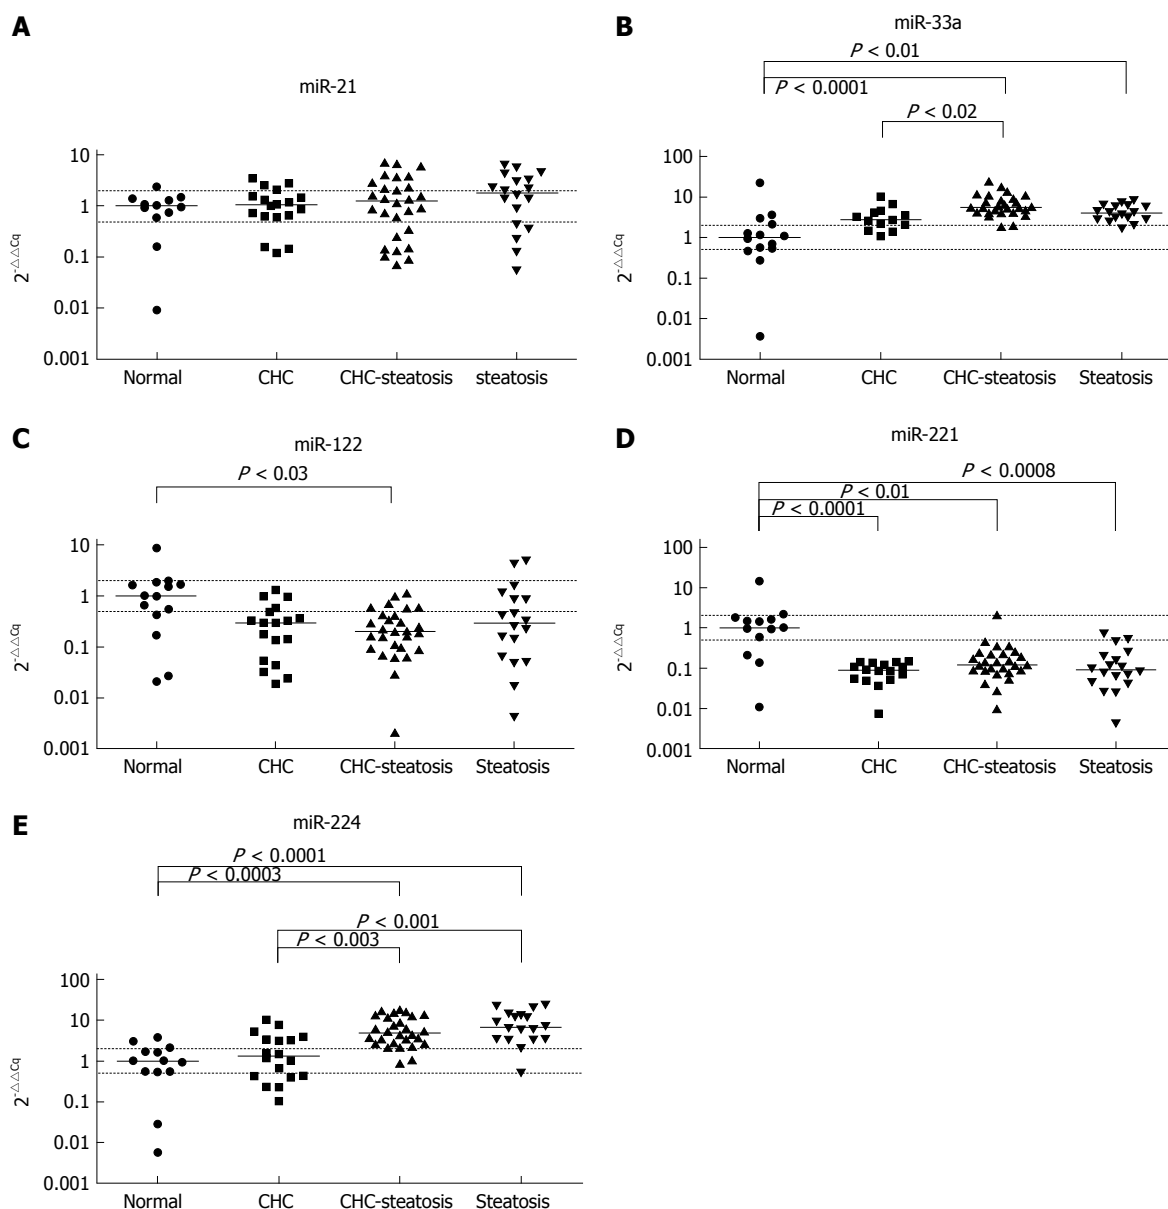 A
miR-21
10
1
0.1
0.01
0.001
2-△△Cq
Normal
CHC
CHC-steatosis
steatosis
B
miR-33a
P < 0.01
P < 0.0001
P < 0.02
100
10
1
0.1
0.01
0.001
2-△△Cq
Normal
CHC
CHC-steatosis
Steatosis
C
miR-122
P < 0.03
10
1
0.1
0.01
0.001
2-△△Cq
Normal
CHC
CHC-steatosis
Steatosis
D
miR-221
P < 0.0008
P < 0.01
P < 0.0001
100
10
1
0.1
0.01
0.001
2-△△Cq
Normal
CHC
CHC-steatosis
Steatosis
E
miR-224
P < 0.0001
P < 0.0003
P < 0.001
P < 0.003
100
10
1
0.1
0.01
0.001
2-△△Cq
Normal
CHC
CHC-steatosis
Steatosis